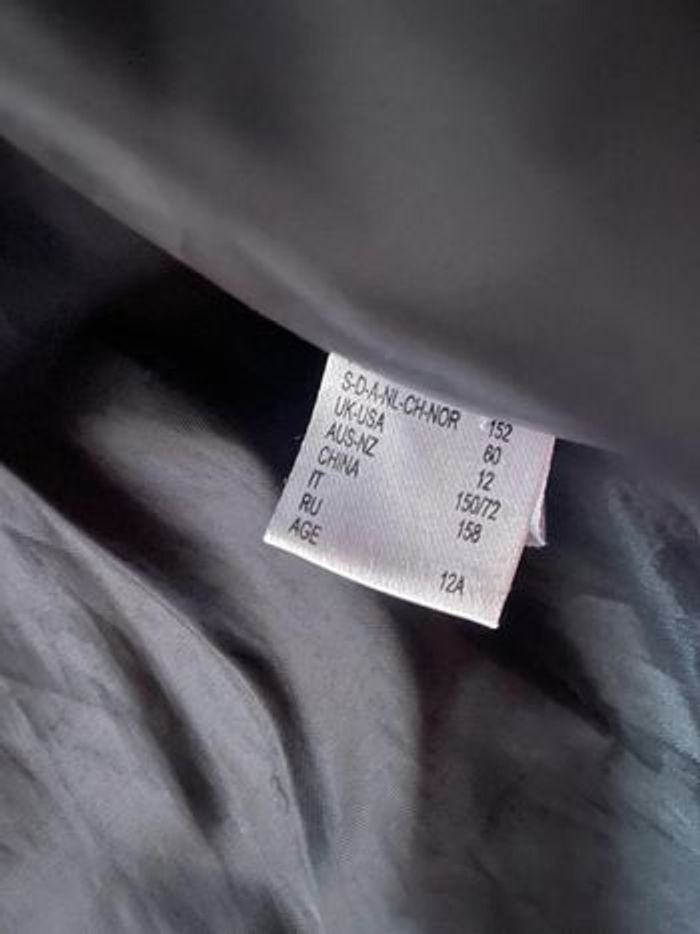 S-D-A-NL-CH-NOR 152
UK-USA 60
AUS-NZ 12
CHINA 150/72
IT 158
RU
AGE 12A